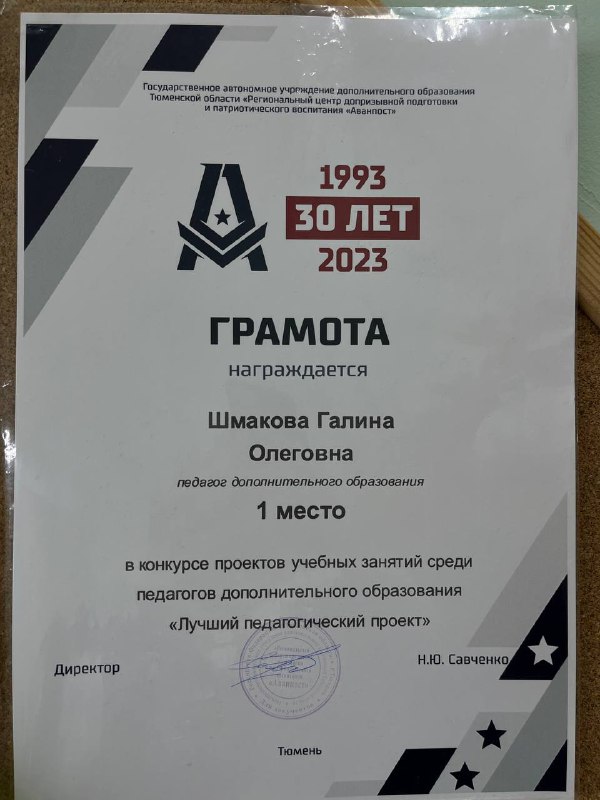 Государственное автономное учреждение дополнительного образования
Тюменской области «Региональный центр допризывной подготовки
и патриотического воспитания «Аванпост»
1993
30 ЛЕТ
2023
ГРАМОТА
награждается
Шмакова Галина
Олеговна
педагог дополнительного образования
1 место
в конкурсе проектов учебных занятий среди
педагогов дополнительного образования
«Лучший педагогический проект»
Директор
Н.Ю. Савченко
Тюмень